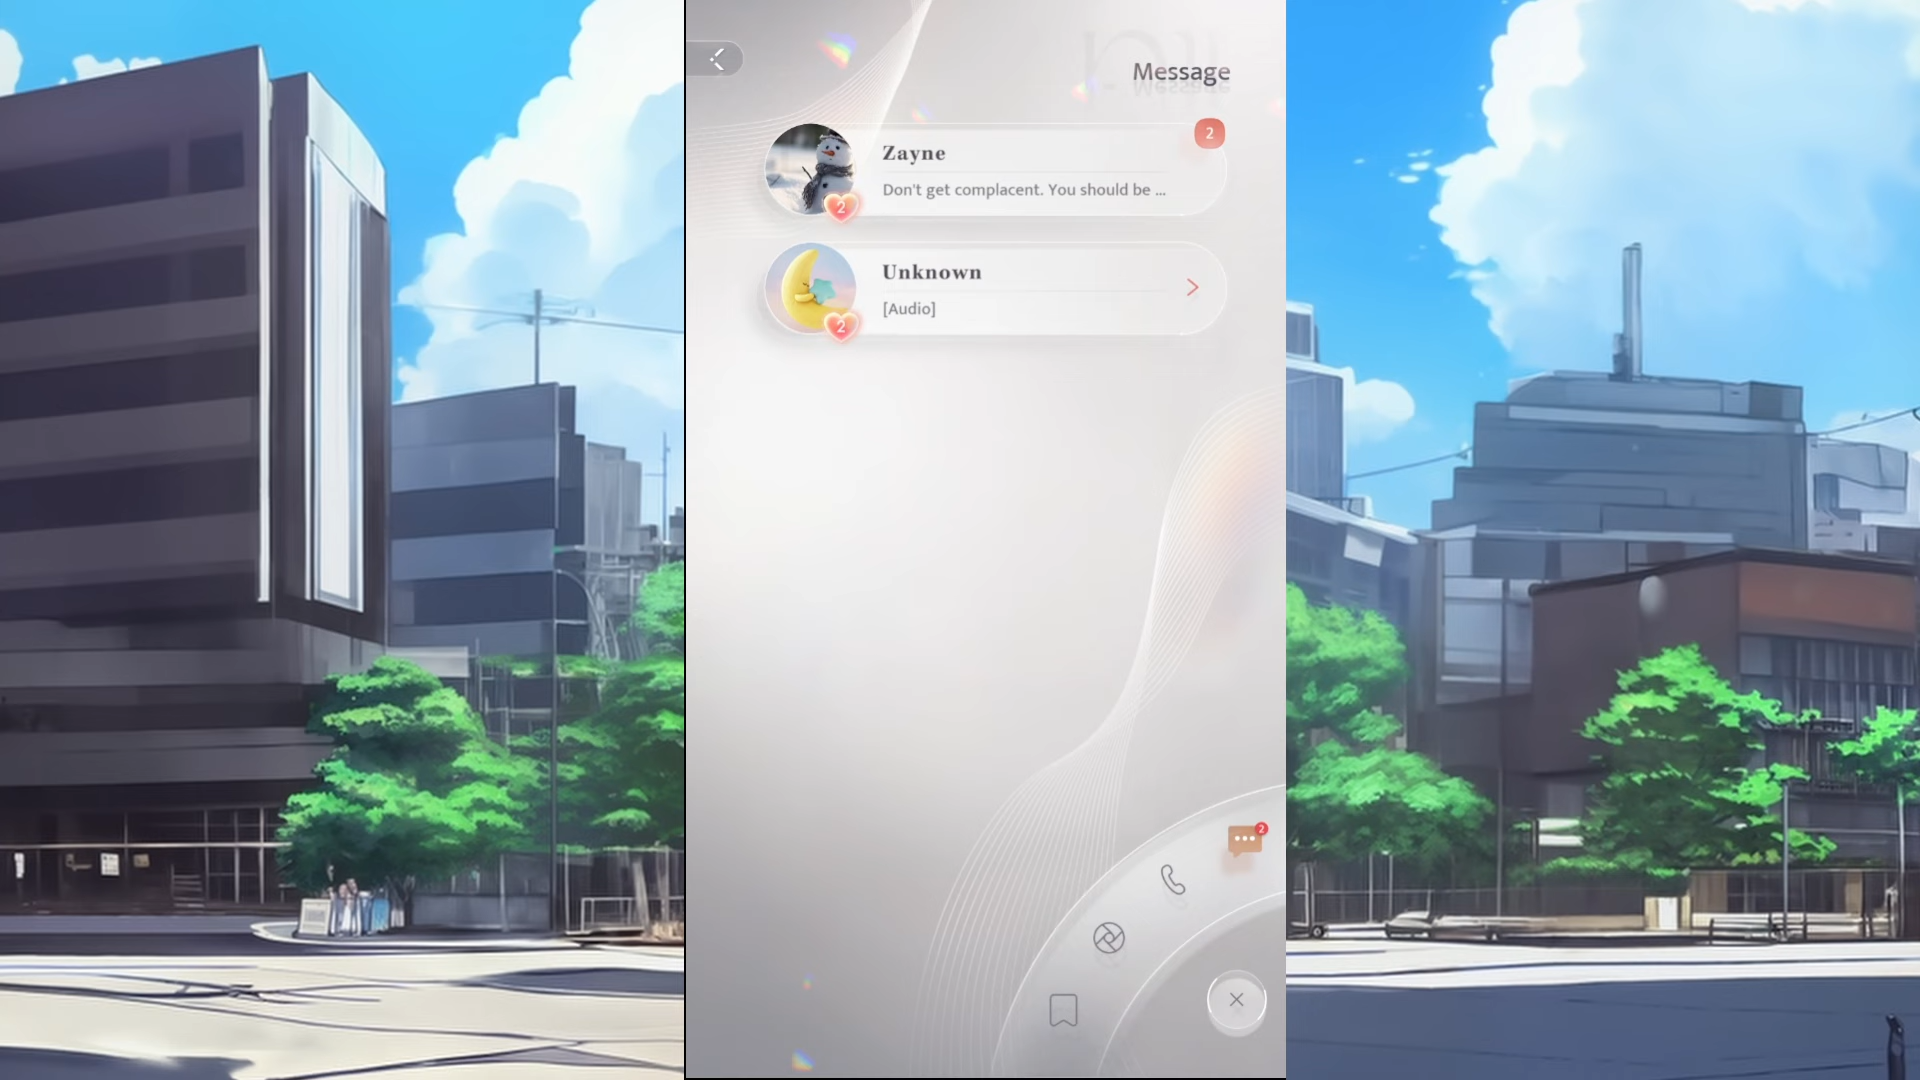 Message
2
Zayne
Don't get complacent. You should be ...
2
Unknown
[Audio]
2
2